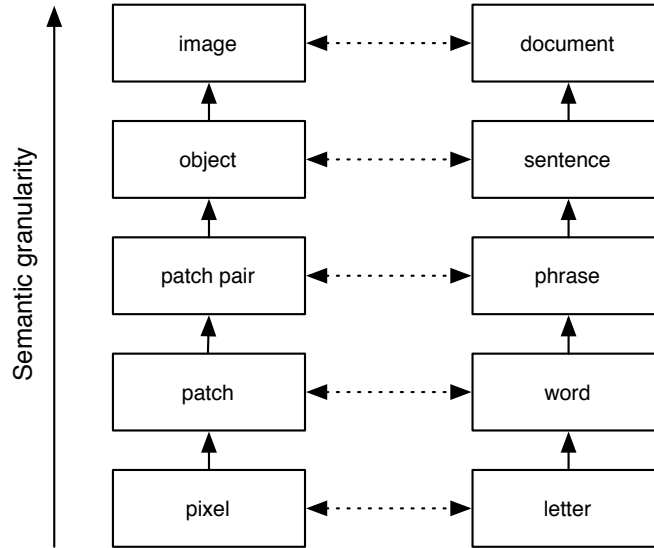 image
document
object
sentence
patch pair
phrase
patch
word
pixel
letter
Semantic granularity